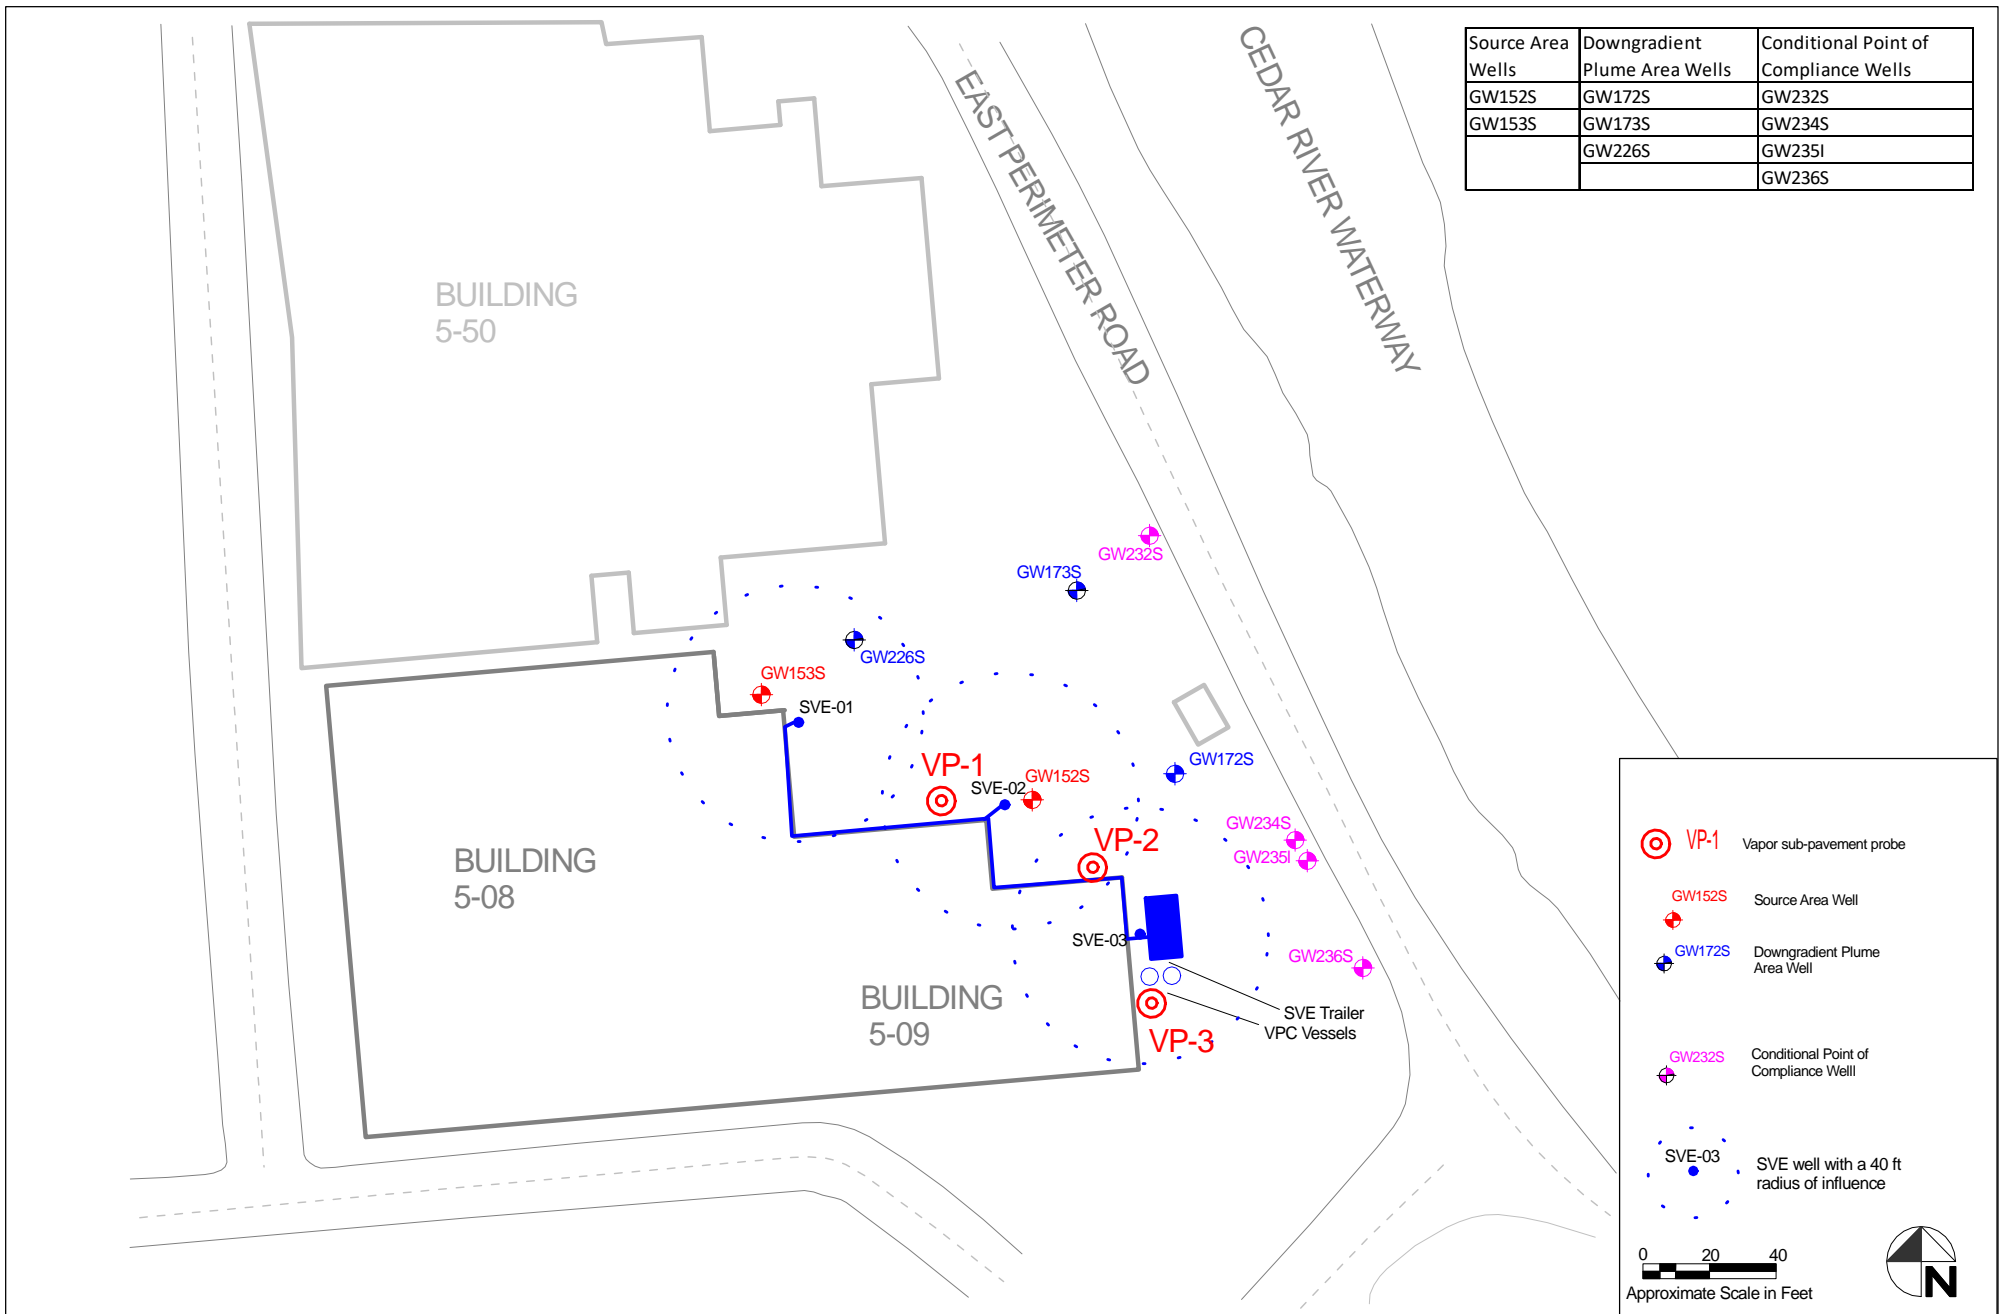 Source Area Wells
Downgradient Plume Area Wells
Conditional Point of Compliance Wells
GW152S GW172S GW232S
GW153S GW173S GW234S
GW226S GW235I
GW236S
CEDAR RIVER WATERWAY
EAST PERIMETER ROAD
BUILDING
5-50
GW232S
GW173S
GW226S
GW153S
SVE-01
VP-1
SVE-02
GW152S
GW172S
VP-2
GW234S
GW235I
BUILDING
5-08
SVE-03
GW236S
BUILDING
5-09
SVE Trailer
VPC Vessels
VP-3
VP-1 Vapor sub-pavement probe
GW152S Source Area Well
GW172S Downgradient Plume
Area Well
GW232S Conditional Point of
Compliance Welll
SVE-03 SVE well with a 40 ft
radius of influence
0 20 40
Approximate Scale in Feet
N